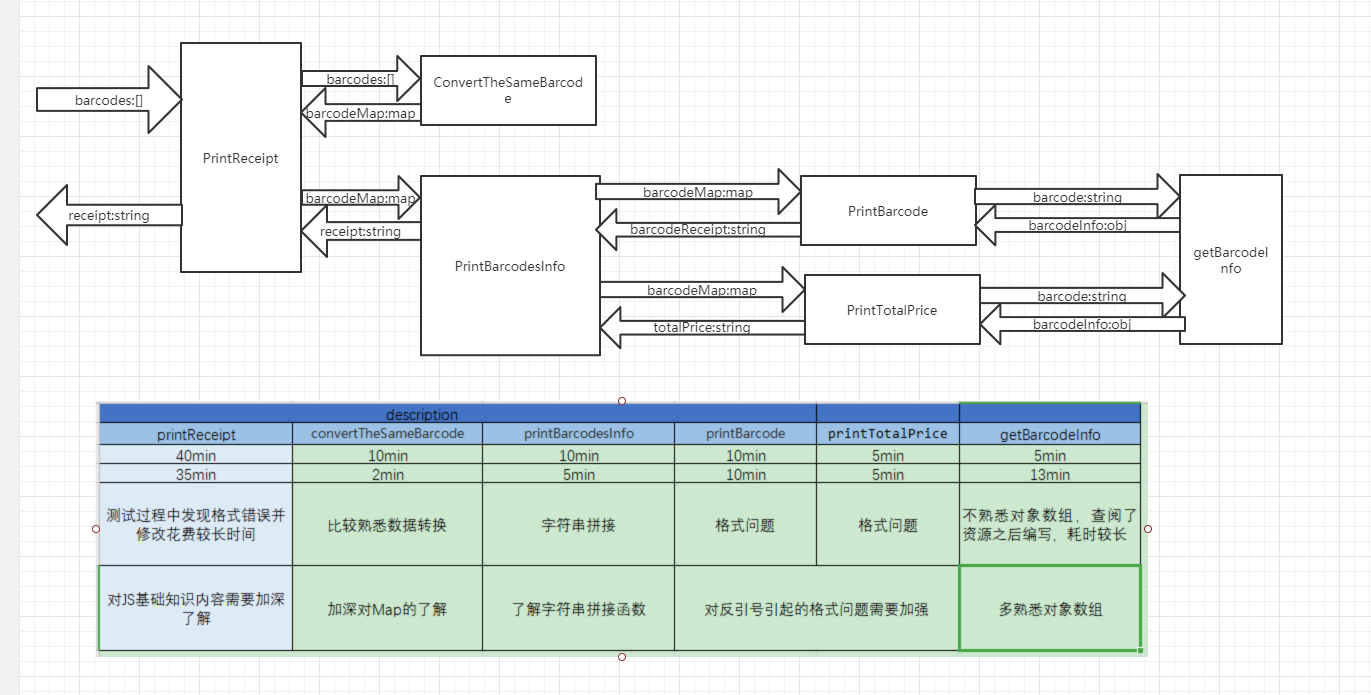 barcodes:[]
barcodes:[]
ConvertTheSameBarcod
e
barcodeMap:map
PrintReceipt
barcodeMap:map
receipt:string
receipt:string
PrintBarcodesInfo
barcodeMap:map
barcodeReceipt:string
PrintBarcode
barcode:string
barcodeInfo:obj
getBarcodeI
nfo
barcodeMap:map
totalPrice:string
PrintTotalPrice
barcode:string
barcodeInfo:obj
description
printReceipt convertTheSameBarcode printBarcodesInfo printBarcode printTotalPrice getBarcodeInfo
40min 10min 10min 10min 5min 5min
35min 2min 5min 10min 5min 13min
测试过程中发现格式错误并
修改花费较长时间
比较熟悉数据转换
字符串拼接
格式问题
格式问题
不熟悉对象数组，查阅了
资源之后编写，耗时较长
对JS基础知识内容需要加深
了解
加深对Map的了解
了解字符串拼接函数
对反引号引起的格式问题需要加强
多熟悉对象数组